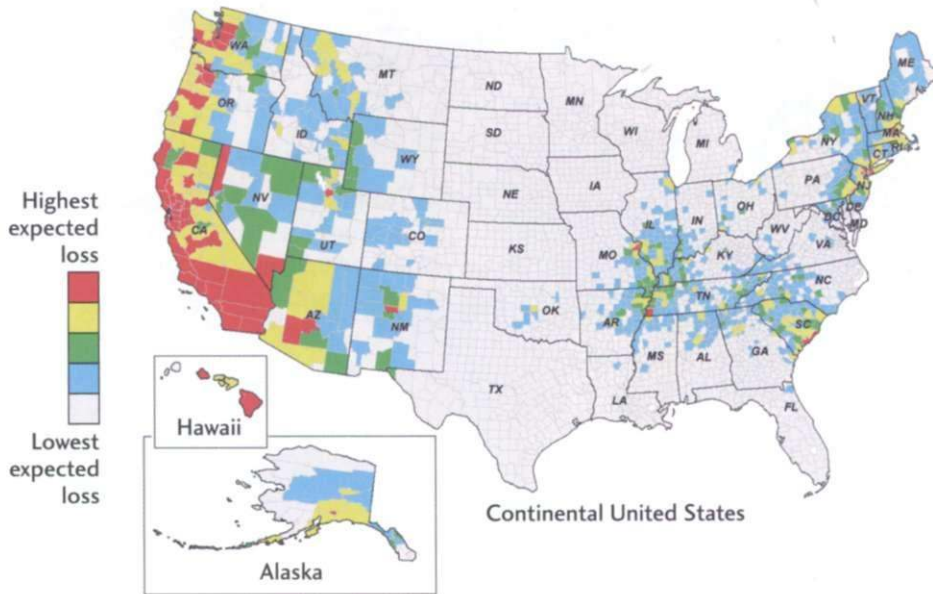 WA
MT
ND
MN
ME
OR
ID
SD
WI
MI
VT
NH
NY
MA
CT
RI
WY
NE
IA
PA
NJ
Highest
expected
loss
NV
CA
UT
CO
KS
MO
IL
IN
OH
WV
VA
DE
DC
MD
KY
NC
AZ
NM
OK
AR
TN
SC
TX
LA
MS
AL
GA
FL
Lowest
expected
loss
Hawaii
Alaska
Continental United States